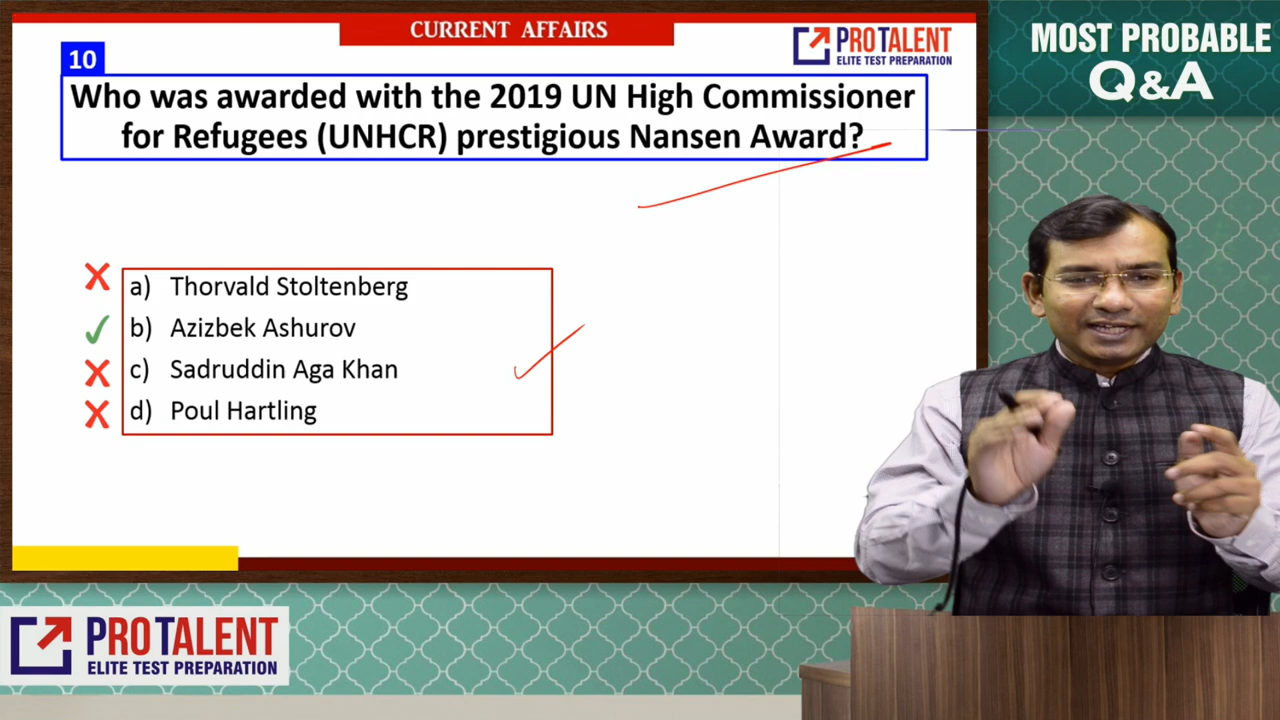 CURRENT AFFAIRS
PROTALENT
ELITE TEST PREPARATION
MOST PROBABLE
Q&A
10
Who was awarded with the 2019 UN High Commissioner
for Refugees (UNHCR) prestigious Nansen Award?
a) Thorvald Stoltenberg
b) Azizbek Ashurov
c) Sadruddin Aga Khan
d) Poul Hartling
PROTALENT
ELITE TEST PREPARATION